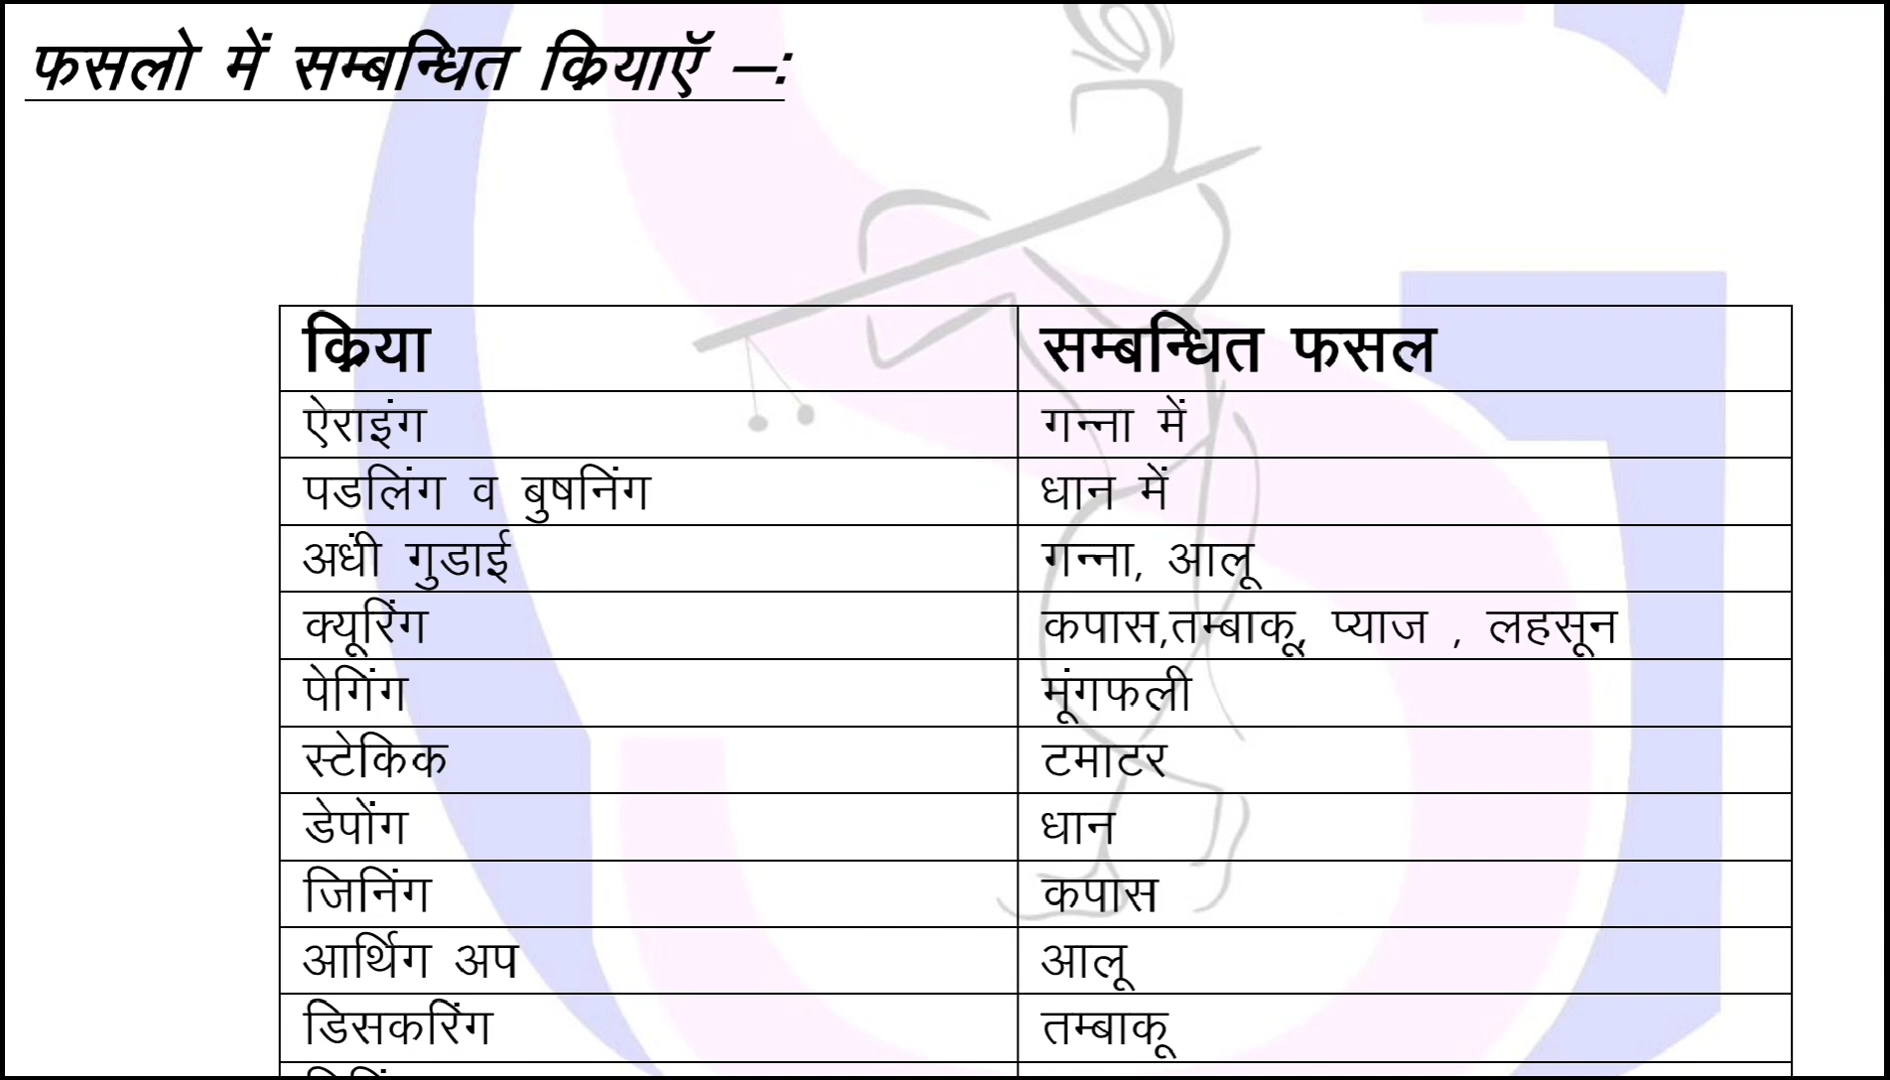 फसलो में सम्बन्धित क्रियाएॅ –:
क्रिया सम्बन्धित फसल
ऐराइंग गन्ना में
पडलिंग व बुषनिंग धान में
अधंी गुडाई गन्ना, आलू
क्यूरिंग कपास,तम्बाकू, प्याज , लहसून
पेगिंग मूंगफली
स्टेकिक टमाटर
डेपोंग धान
जिनिंग कपास
आर्थिग अप आलू
डिसकरिंग तम्बाकू